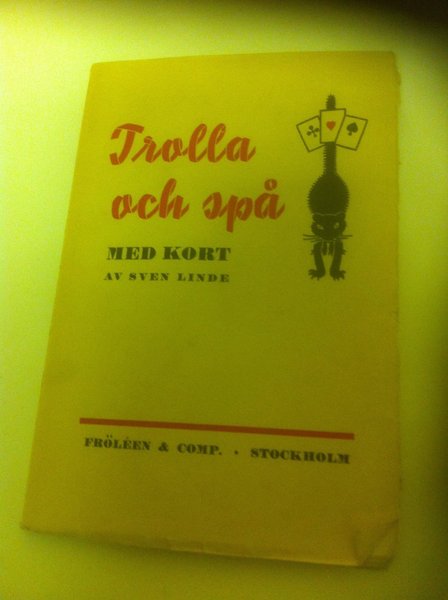 Trolla
och spå
MED KORT
AV SVEN LINDE
FRÖLÉEN & COMP. · STOCKHOLM